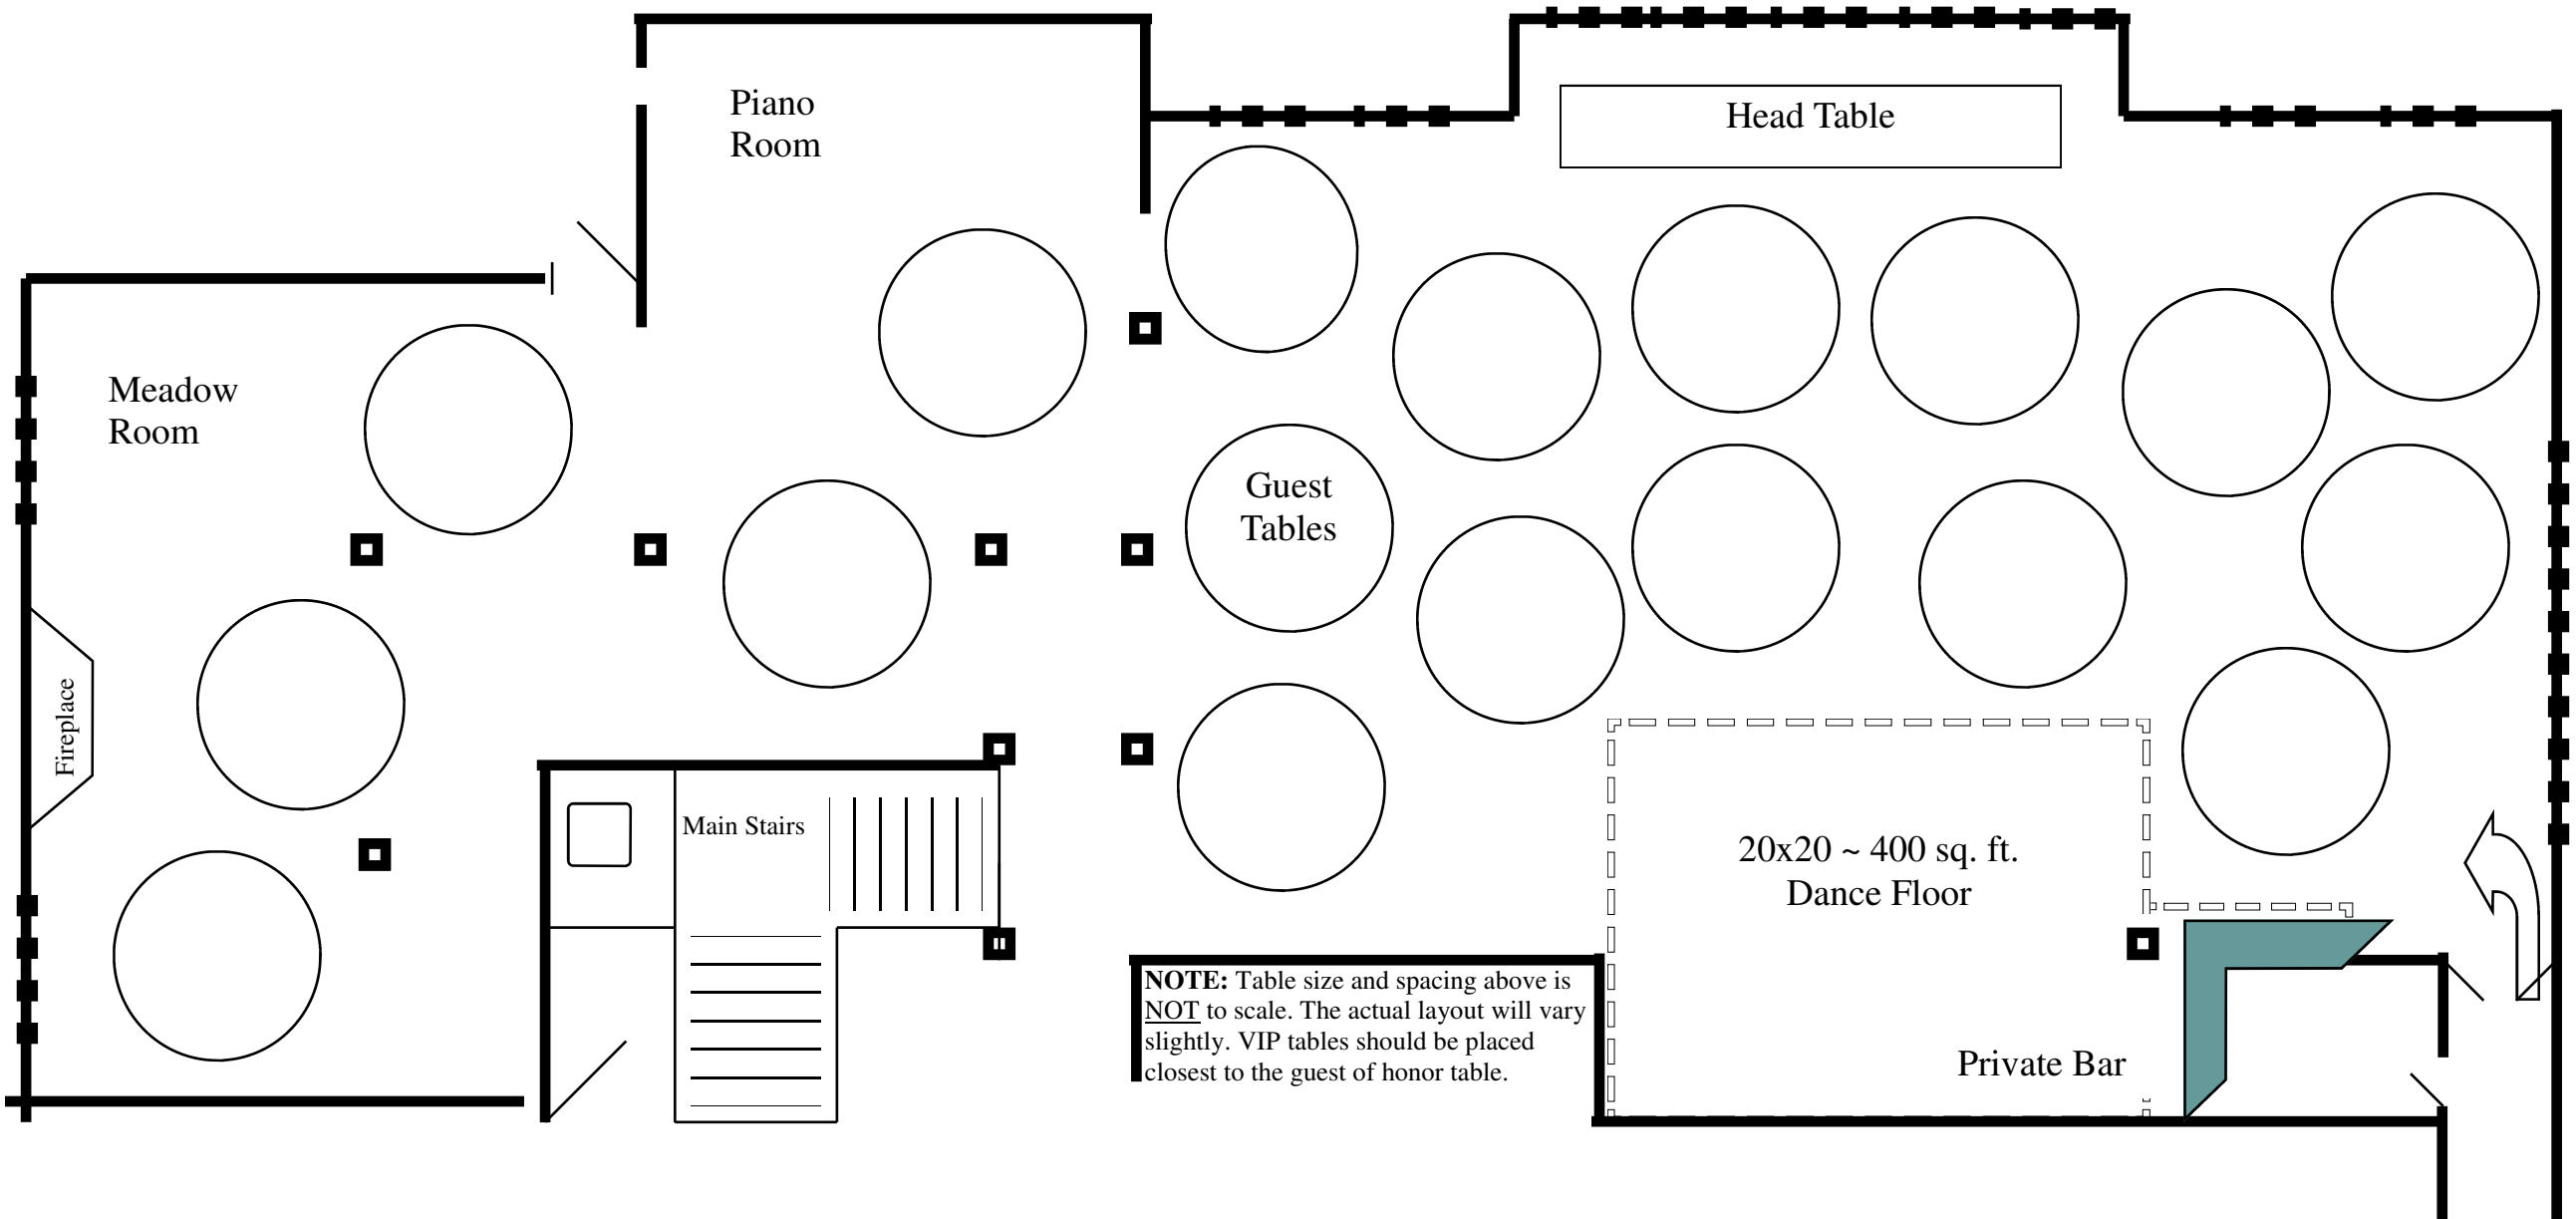 Piano
Room
Head Table
Meadow
Room
Guest
Tables
Fireplace
Main Stairs
20x20 ~ 400 sq. ft.
Dance Floor
NOTE: Table size and spacing above is
NOT to scale. The actual layout will vary
slightly. VIP tables should be placed
closest to the guest of honor table.
Private Bar